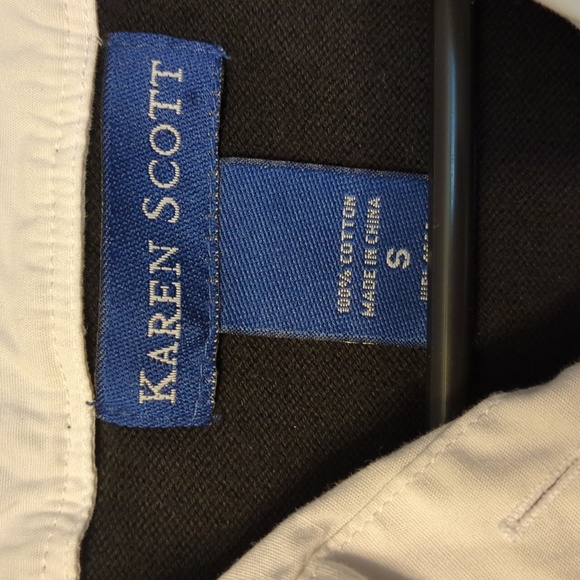 KAREN SCOTT
100% COTTON
MADE IN CHINA
S